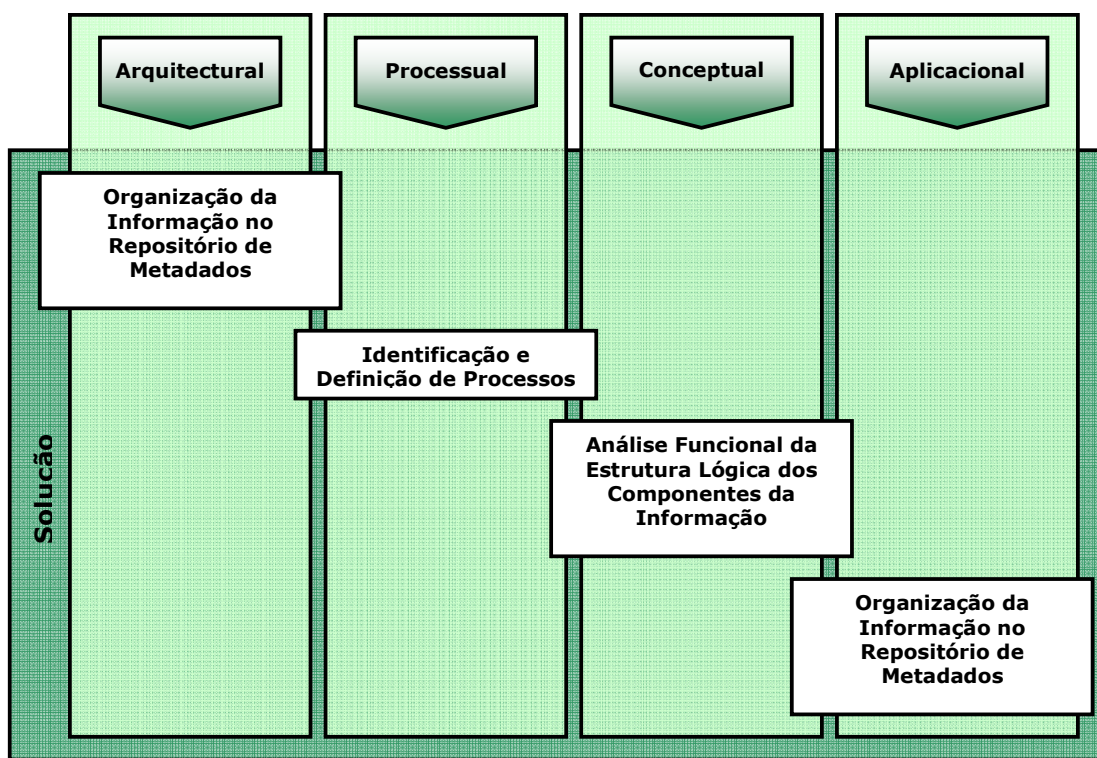 Arquitectural
Processual
Conceptual
Aplicacional
Organização da
Informação no
Repositório de
Metadados
Identificação e
Definição de Processos
Análise Funcional da
Estrutura Lógica dos
Componentes da
Informação
Organização da
Informação no
Repositório de
Metadados
Solução